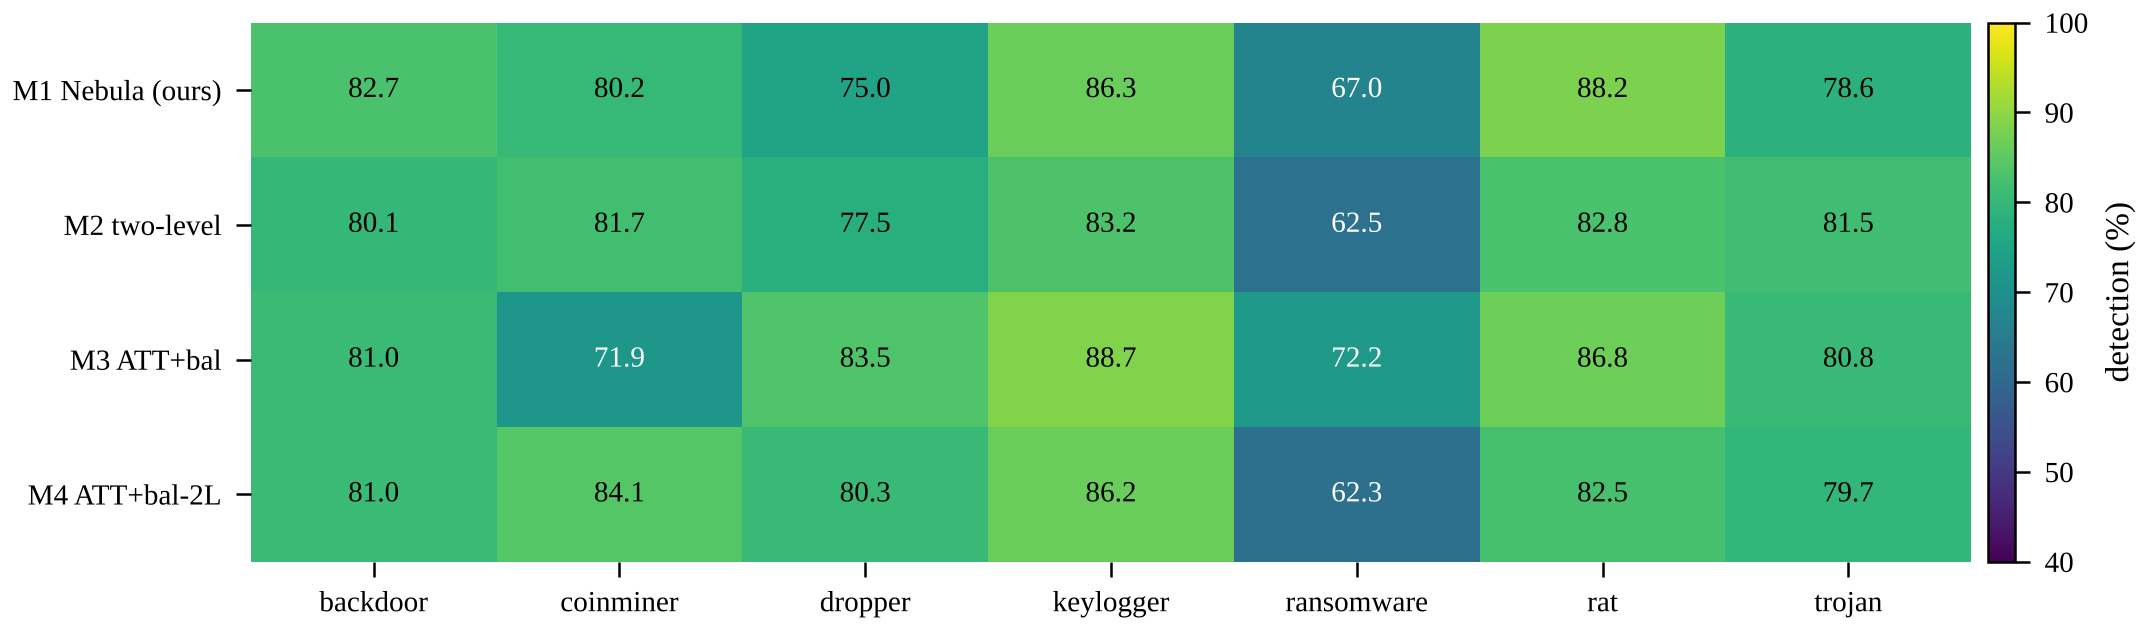 M1 Nebula (ours) 82.7 80.2 75.0 86.3 67.0 88.2 78.6
M2 two-level 80.1 81.7 77.5 83.2 62.5 82.8 81.5
M3 ATT+bal 81.0 71.9 83.5 88.7 72.2 86.8 80.8
M4 ATT+bal-2L 81.0 84.1 80.3 86.2 62.3 82.5 79.7
backdoor coinminer dropper keylogger ransomware rat trojan
100
90
80
70
60
50
40
detection (%)